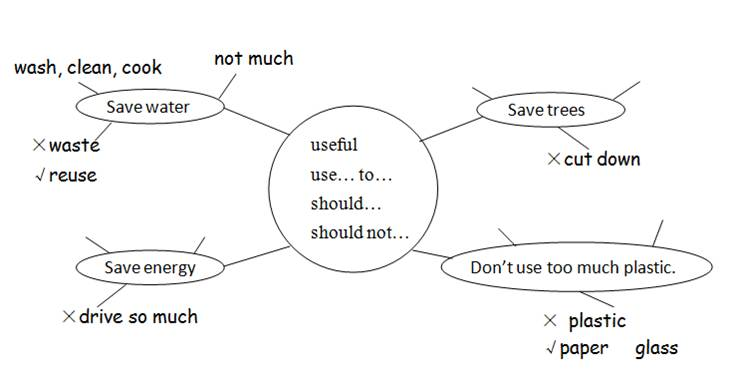 wash, clean, cook
not much
Save water
× waste
√ reuse
useful
use… to…
should…
should not…
Save trees
× cut down
Save energy
× drive so much
Don't use too much plastic.
× plastic
√ paper glass